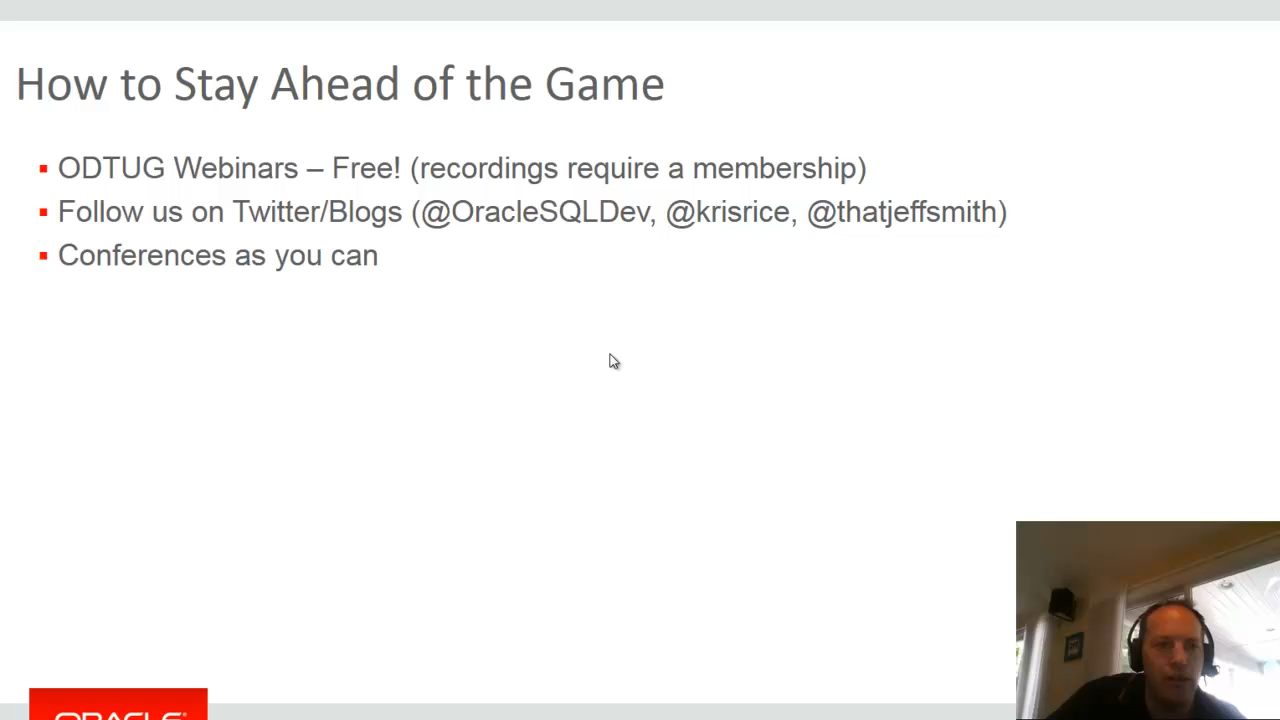 How to Stay Ahead of the Game
ODTUG Webinars – Free! (recordings require a membership)
Follow us on Twitter/Blogs (@OracleSQLDev, @krisrice, @thatjeffsmith)
Conferences as you can
ORACLE®